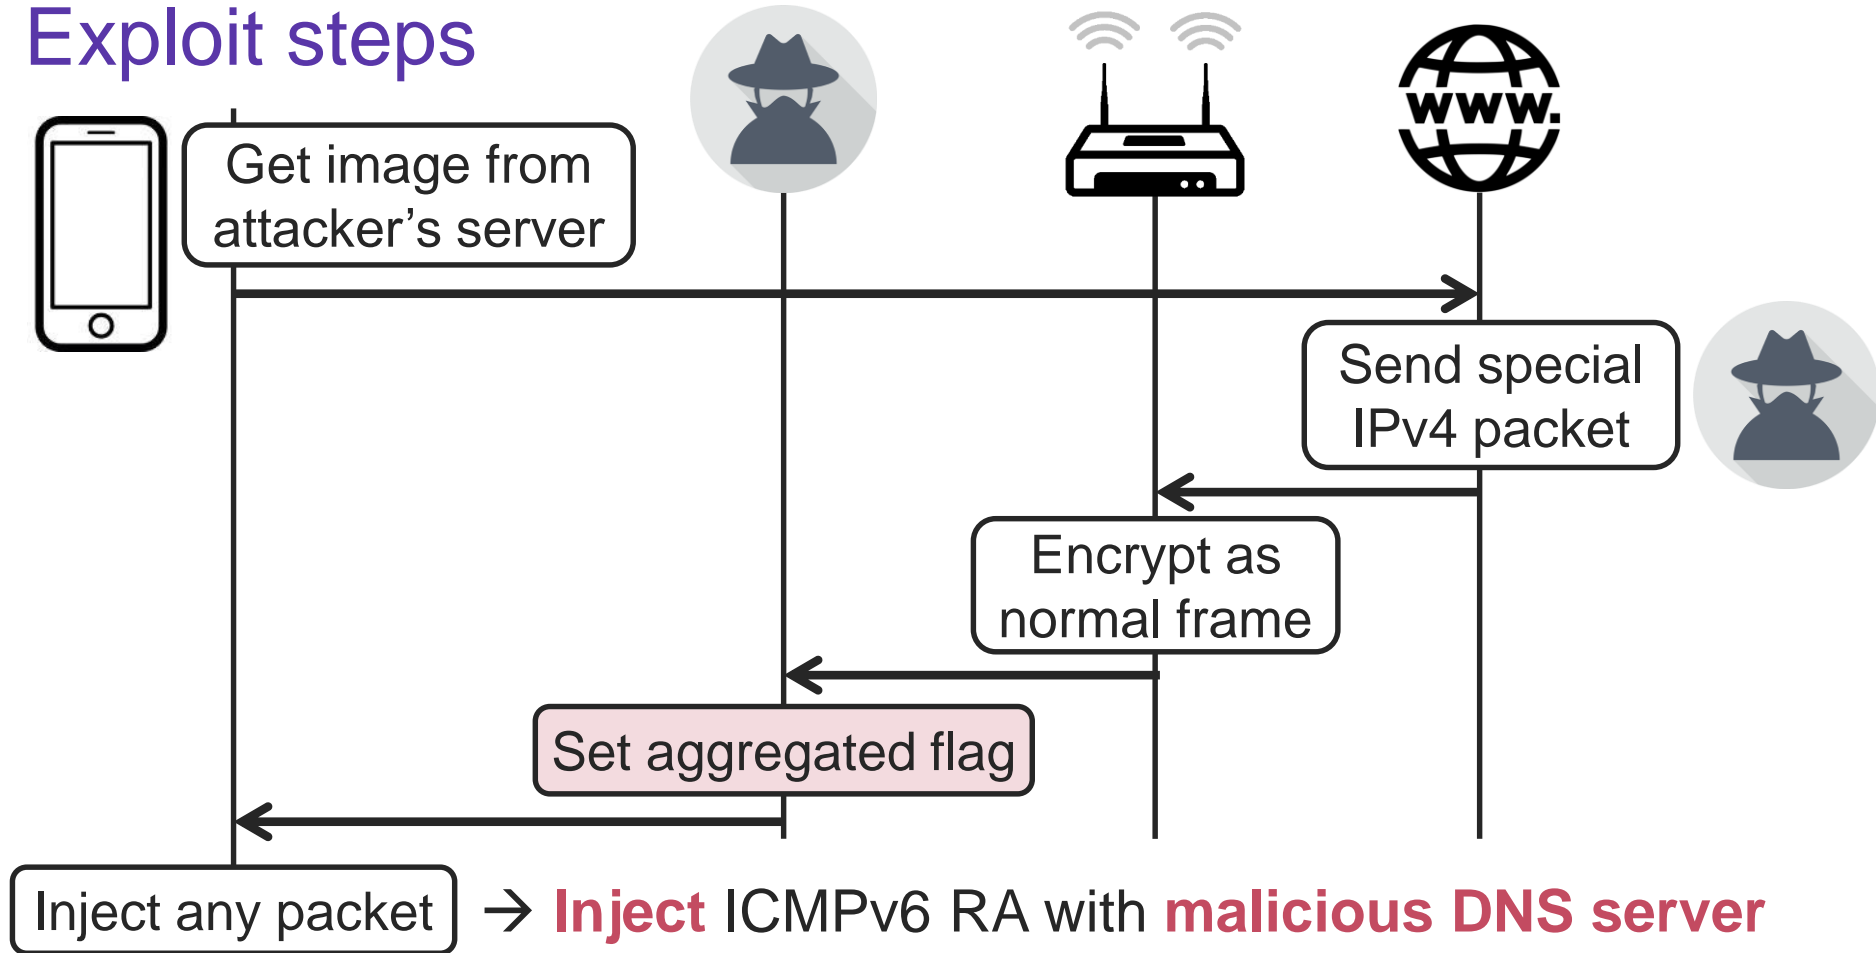 Exploit steps
Get image from
attacker’s server
www.
Send special
IPv4 packet
Encrypt as
normal frame
Set aggregated flag
Inject any packet → Inject ICMPv6 RA with malicious DNS server